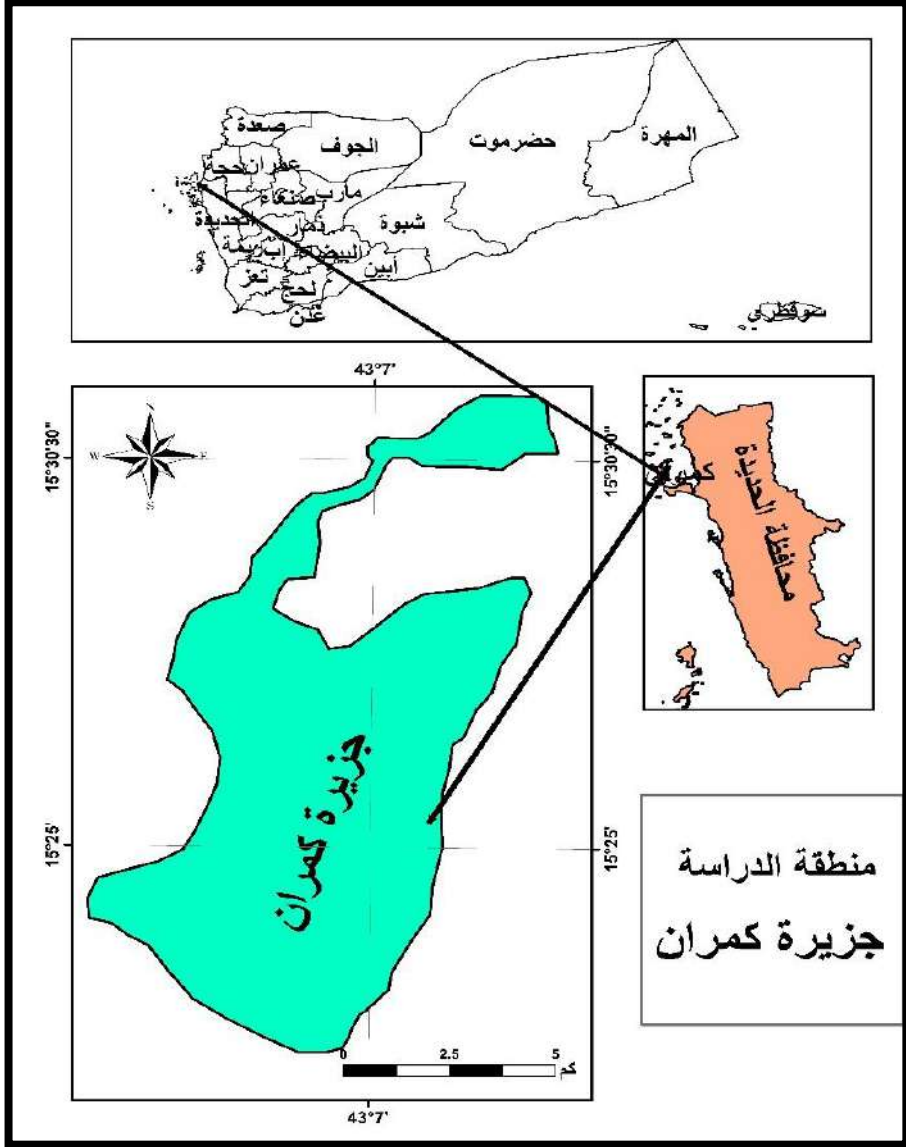 صعدة
الجوف
حضرموت
المهرة
حجة
عمران
مأرب
صنعاء
شبوة
الحديدة
ذمار
ريمة
إب
البيضاء
أبين
تعز
لحج
عدن
سوقطرى
43°7'
15°30'30"
15°30'30"
N
W
E
S
كمران
محافظة الحديدة
جزيرة كمران
15°25'
15°25'
منطقة الدراسة
جزيرة كمران
0 2.5 5
كم
43°7'